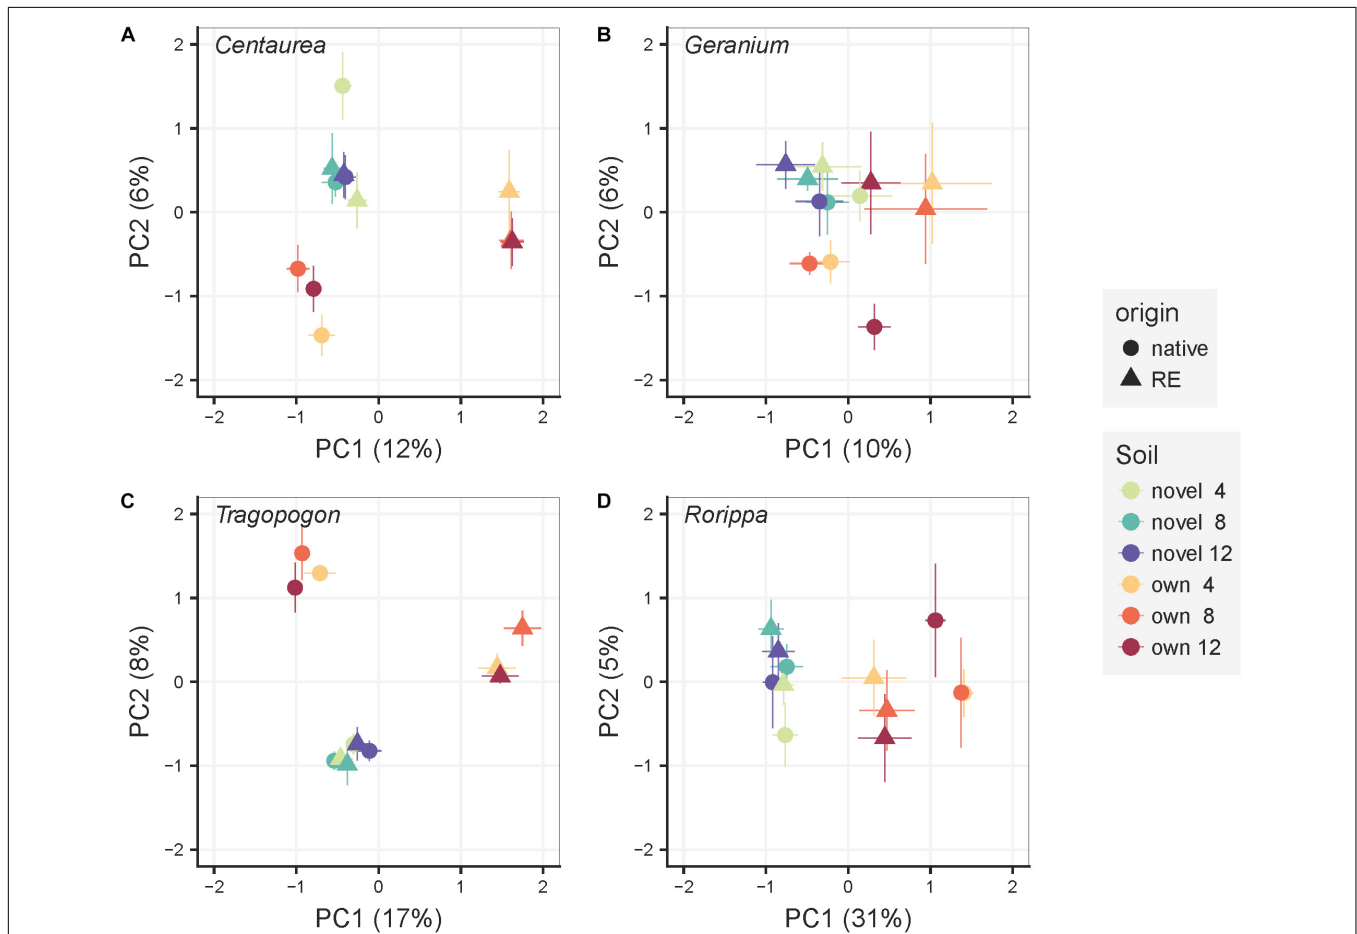 A
Centaurea
2
1
0
−1
−2
PC2 (6%)
−2
−1
0
1
2
PC1 (12%)
B
Geranium
2
1
0
−1
−2
PC2 (6%)
−2
−1
0
1
2
PC1 (10%)
C
Tragopogon
2
1
0
−1
−2
PC2 (8%)
−2
−1
0
1
2
PC1 (17%)
D
Rorippa
2
1
0
−1
−2
PC2 (5%)
−2
−1
0
1
2
PC1 (31%)
origin
native
RE
Soil
novel 4
novel 8
novel 12
own 4
own 8
own 12